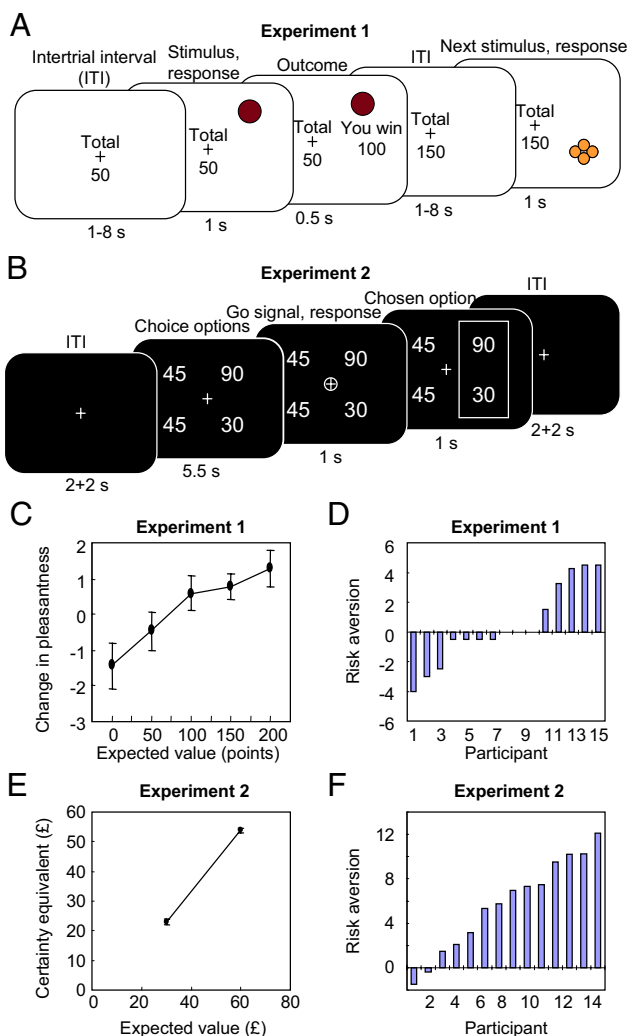 A
Experiment 1
Intertrial interval
(ITI)
Stimulus,
response
Outcome
ITI
Next stimulus, response
Total
+
50
Total
+
50
Total
+
50
You win
100
Total
+
150
Total
+
150
1-8 s
1 s
0.5 s
1-8 s
1 s
B
Experiment 2
ITI
Choice options
Go signal, response
Chosen option
ITI
+
45 90
+
45 30
45 90
+
45 30
45 90
+
45 30
+
2+2 s
5.5 s
1 s
1 s
2+2 s
C
Experiment 1
Change in pleasantness
2
1
0
-1
-2
-3
0 50 100 150 200
Expected value (points)
D
Experiment 1
Risk aversion
6
4
2
0
-2
-4
-6
1 3 5 7 11 13 15
Participant
E
Experiment 2
Certainty equivalent (£)
60
50
40
30
20
10
0
0 20 40 60 80
Expected value (£)
F
Experiment 2
Risk aversion
12
8
4
0
2 4 6 8 10 12 14
Participant